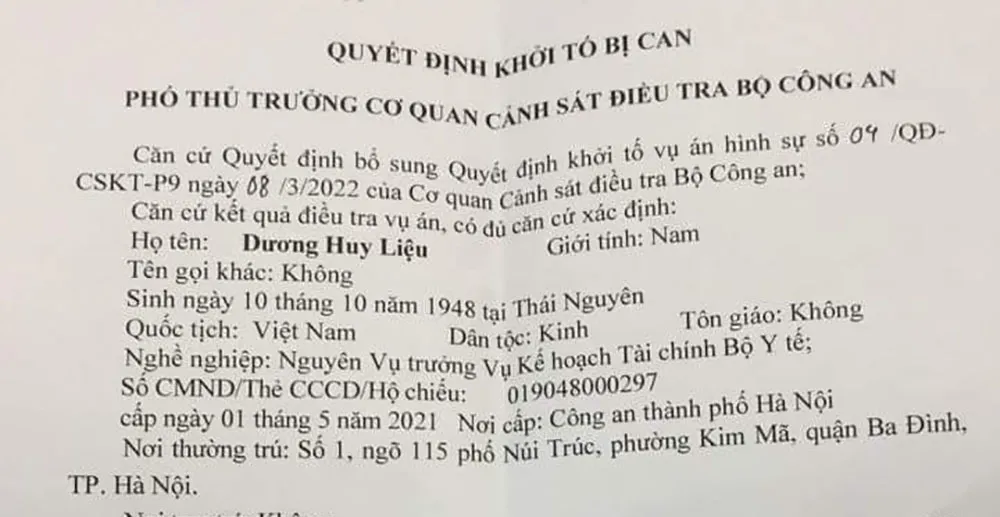 QUYẾT ĐỊNH KHỞI TỐ BỊ CAN
PHÓ THỦ TRƯỞNG CƠ QUAN CẢNH SÁT ĐIỀU TRA BỘ CÔNG AN
Căn cứ Quyết định bổ sung Quyết định khởi tố vụ án hình sự số 04 /QĐ-
CSKT-P9 ngày 08 /3/2022 của Cơ quan Cảnh sát điều tra Bộ Công an;
Căn cứ kết quả điều tra vụ án, có đủ căn cứ xác định:
Họ tên: Dương Huy Liệu Giới tính: Nam
Tên gọi khác: Không
Sinh ngày 10 tháng 10 năm 1948 tại Thái Nguyên
Quốc tịch: Việt Nam Dân tộc: Kinh Tôn giáo: Không
Nghề nghiệp: Nguyên Vụ trưởng Vụ Kế hoạch Tài chính Bộ Y tế;
Số CMND/Thẻ CCCD/Hộ chiếu: 019048000297
cấp ngày 01 tháng 5 năm 2021 Nơi cấp: Công an thành phố Hà Nội
Nơi thường trú: Số 1, ngõ 115 phố Núi Trúc, phường Kim Mã, quận Ba Đình,
TP. Hà Nội.